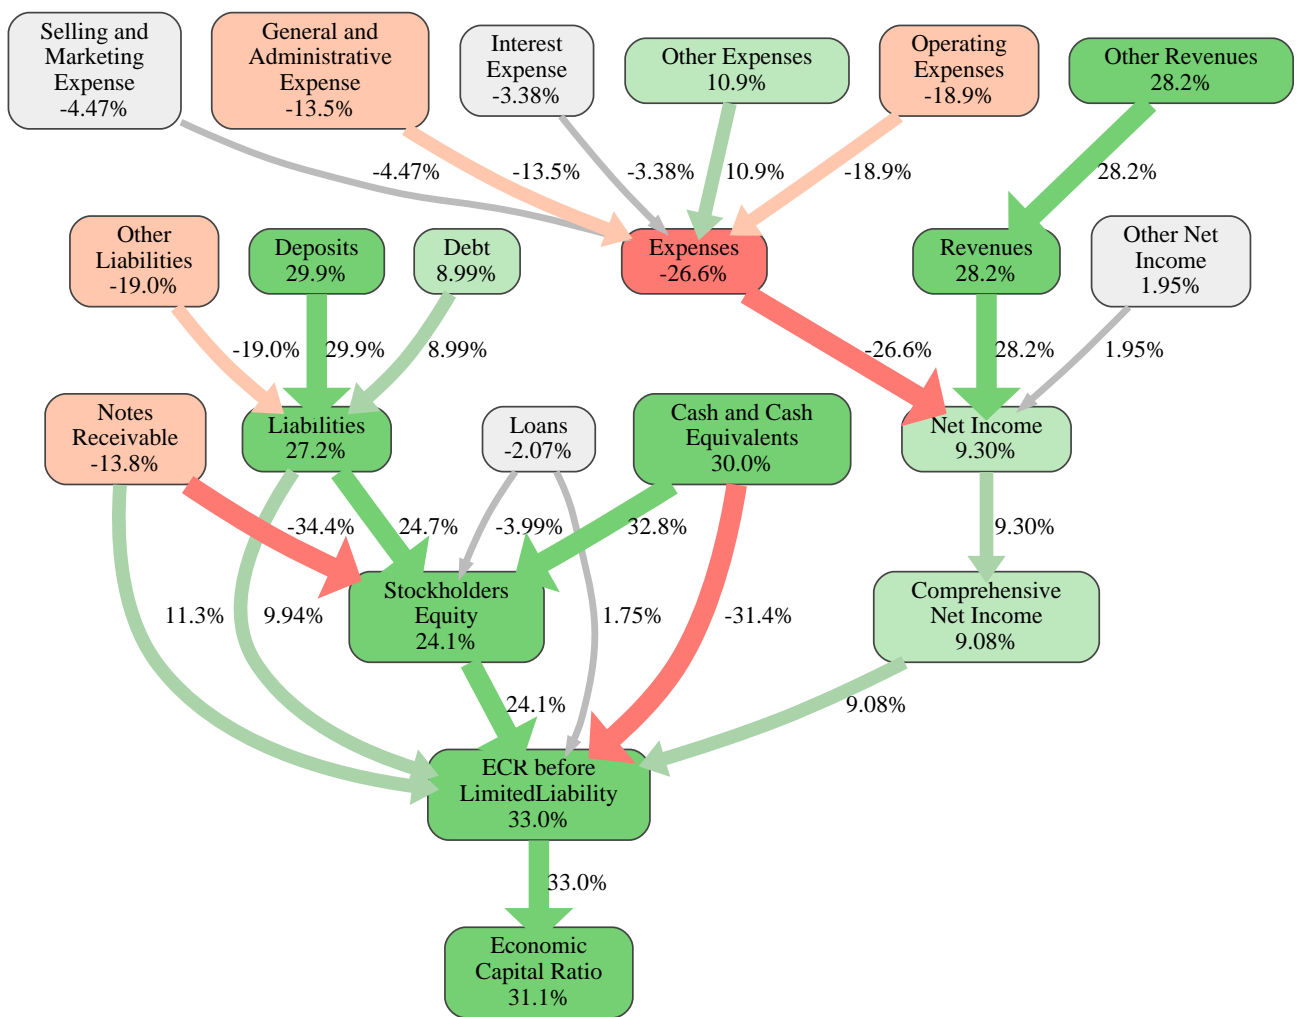 Selling and
Marketing
Expense
-4.47%
General and
Administrative
Expense
-13.5%
Interest
Expense
-3.38%
Other Expenses
10.9%
Operating
Expenses
-18.9%
Other Revenues
28.2%
-4.47%
-13.5%
-3.38%
10.9%
-18.9%
28.2%
Other
Liabilities
-19.0%
Deposits
29.9%
Debt
8.99%
Expenses
-26.6%
Revenues
28.2%
Other Net
Income
1.95%
-19.0%
29.9%
8.99%
-26.6%
28.2%
1.95%
Notes
Receivable
-13.8%
Liabilities
27.2%
Loans
-2.07%
Cash and Cash
Equivalents
30.0%
Net Income
9.30%
-34.4%
24.7%
-3.99%
32.8%
9.30%
11.3%
9.94%
Stockholders
Equity
24.1%
1.75%
-31.4%
Comprehensive
Net Income
9.08%
24.1%
9.08%
ECR before
LimitedLiability
33.0%
33.0%
Economic
Capital Ratio
31.1%